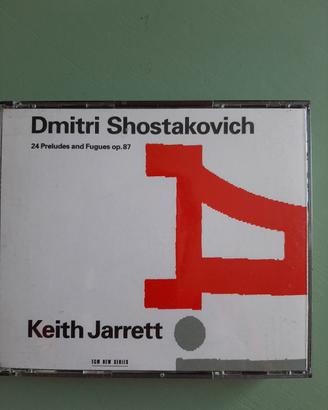 Dmitri Shostakovich
24 Preludes and Fugues op.87
Keith Jarrett
ECM NEW SERIES